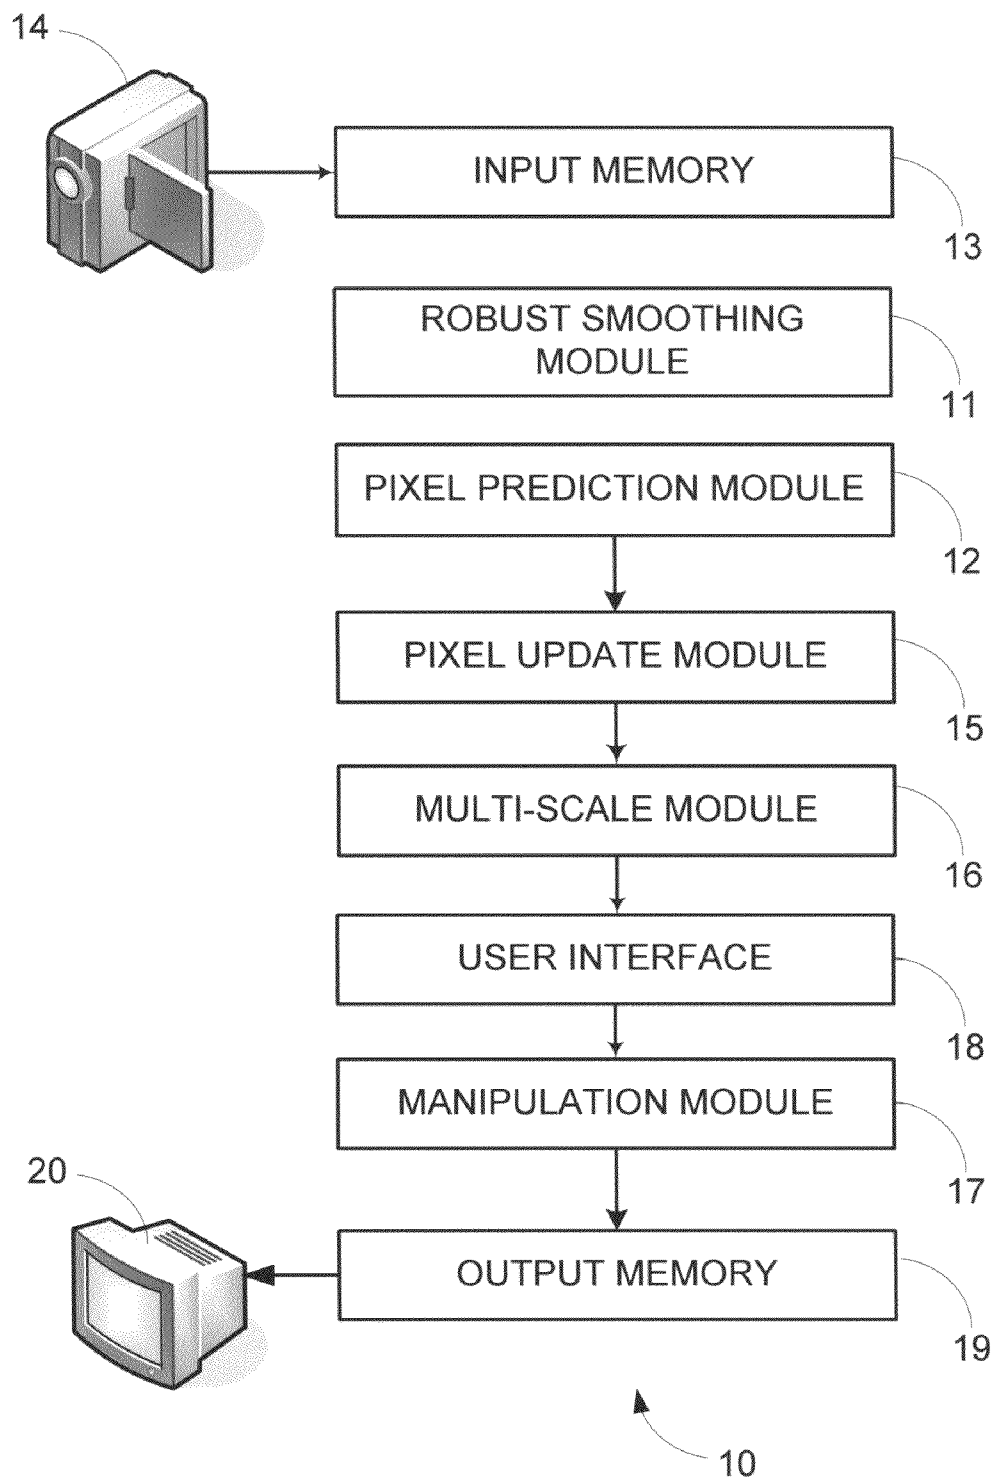 14
INPUT MEMORY
13
ROBUST SMOOTHING
MODULE
11
PIXEL PREDICTION MODULE
12
PIXEL UPDATE MODULE
15
MULTI-SCALE MODULE
16
USER INTERFACE
18
MANIPULATION MODULE
17
20
OUTPUT MEMORY
19
10